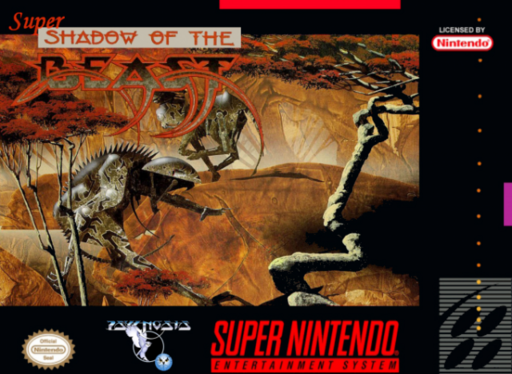 Super
SHADOW OF THE
BEAST
LICENSED BY
Nintendo®
Official
Nintendo
Seal
PSYGNOSIS
SUPER NINTENDO
ENTERTAINMENT SYSTEM